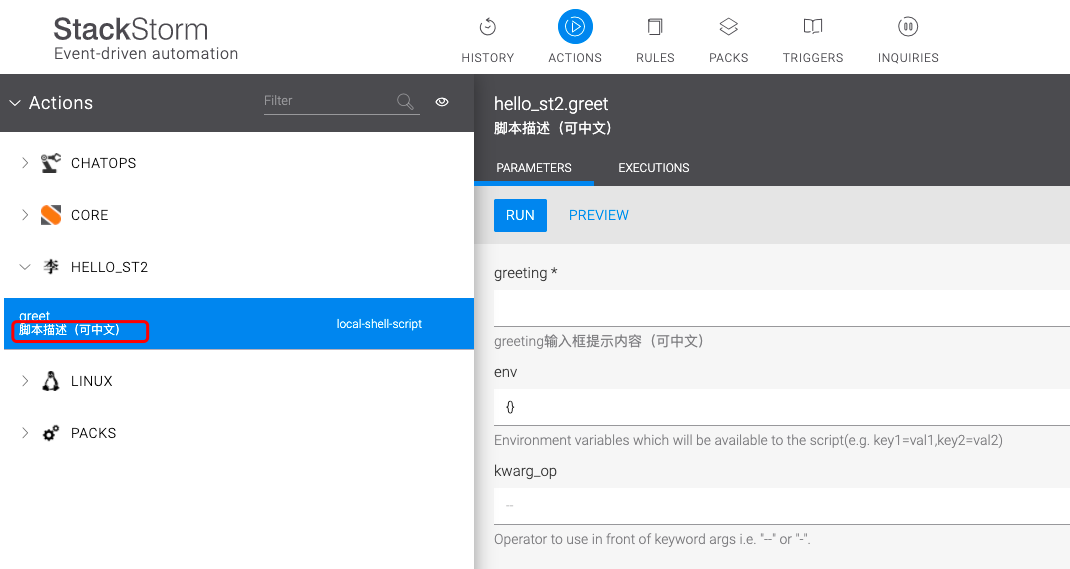 StackStorm
Event-driven automation
HISTORY
ACTIONS
RULES
PACKS
TRIGGERS
INQUIRIES
Actions
Filter
CHATOPS
CORE
李 HELLO_ST2
greet
脚本描述（可中文）
local-shell-script
LINUX
PACKS
hello_st2.greet
脚本描述（可中文）
PARAMETERS
EXECUTIONS
RUN
PREVIEW
greeting *
greeting输入框提示内容（可中文）
env
{}
Environment variables which will be available to the script(e.g. key1=val1,key2=val2)
kwarg_op
--
Operator to use in front of keyword args i.e. "--" or "-".